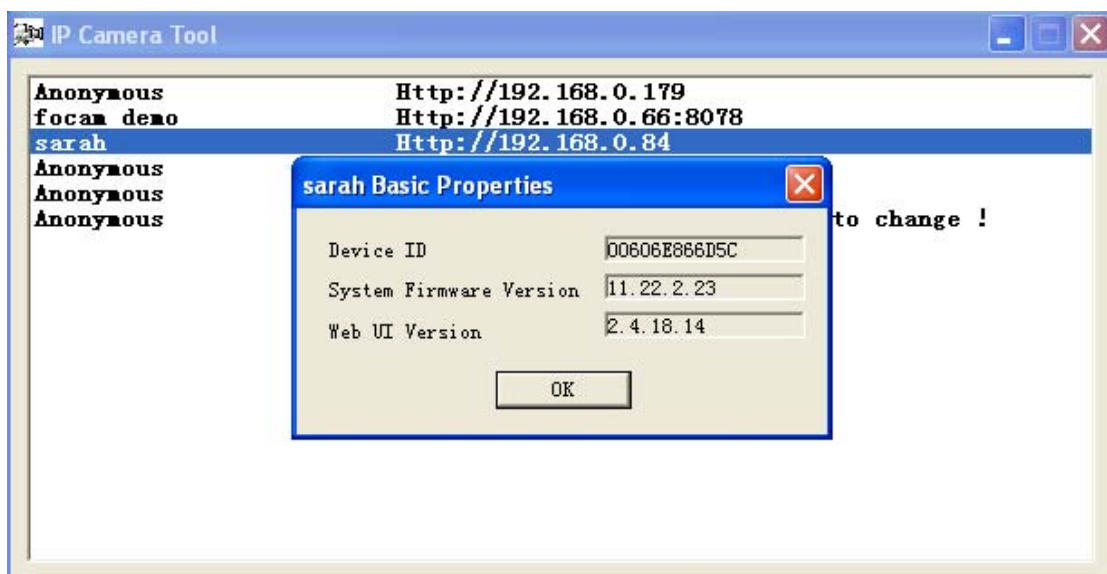 IP Camera Tool
Anonymous Http://192.168.0.179
focam demo Http://192.168.0.66:8078
sarah Http://192.168.0.84
Anonymous
Anonymous
Anonymous to change !
sarah Basic Properties
Device ID 00606E866D5C
System Firmware Version 11.22.2.23
Web UI Version 2.4.18.14
OK